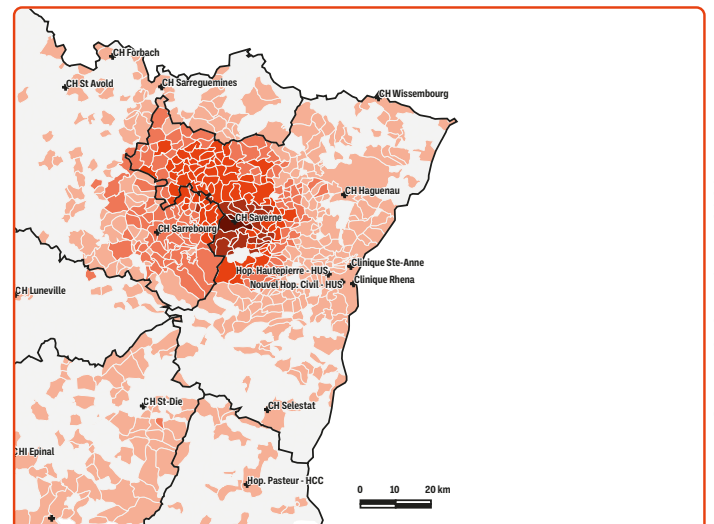 CH Forbach
CH St Avold
CH Sarreguemines
CH Wissembourg
CH Haguenau
CH Saverne
CH Sarrebourg
Clinique Ste-Anne
Hop. Hautepierre - HUS
Clinique Rhena
Nouvel Hop. Civil - HUS
CH Luneville
CH St-Die
CH Selestat
CHI Epinal
Hop. Pasteur - HCC
0 10 20 km